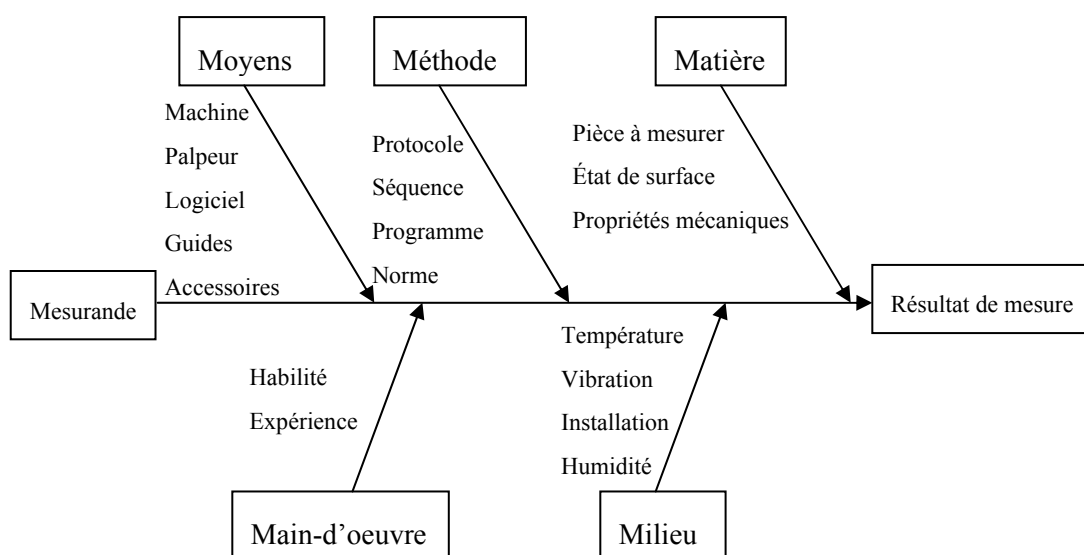 Moyens
Méthode
Matière
Machine
Palpeur
Logiciel
Guides
Accessoires
Protocole
Séquence
Programme
Norme
Pièce à mesurer
État de surface
Propriétés mécaniques
Mesurande
Résultat de mesure
Habilité
Expérience
Température
Vibration
Installation
Humidité
Main-d’oeuvre
Milieu